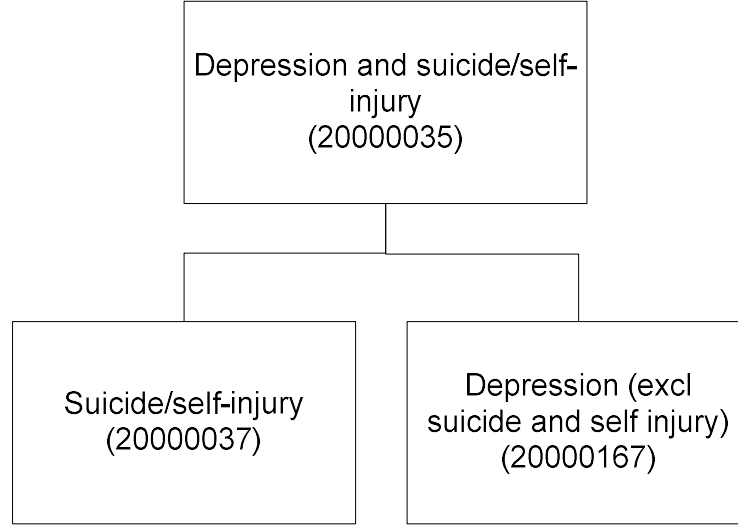 Depression and suicide/self-
injury
(20000035)
Suicide/self-injury
(20000037)
Depression (excl
suicide and self injury)
(20000167)